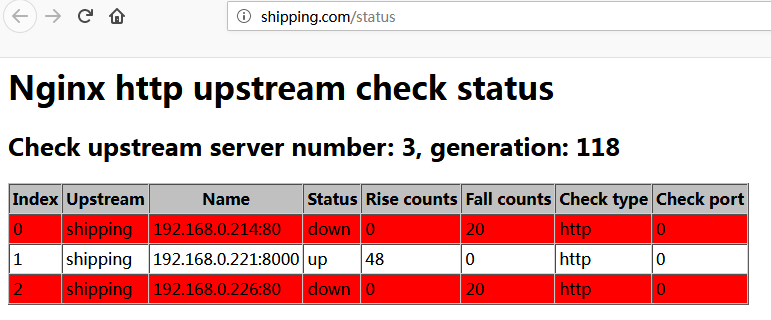 shipping.com/status
Nginx http upstream check status
Check upstream server number: 3, generation: 118
Index Upstream Name Status Rise counts Fall counts Check type Check port
0 shipping 192.168.0.214:80 down 0 20 http 0
1 shipping 192.168.0.221:8000 up 48 0 http 0
2 shipping 192.168.0.226:80 down 0 20 http 0